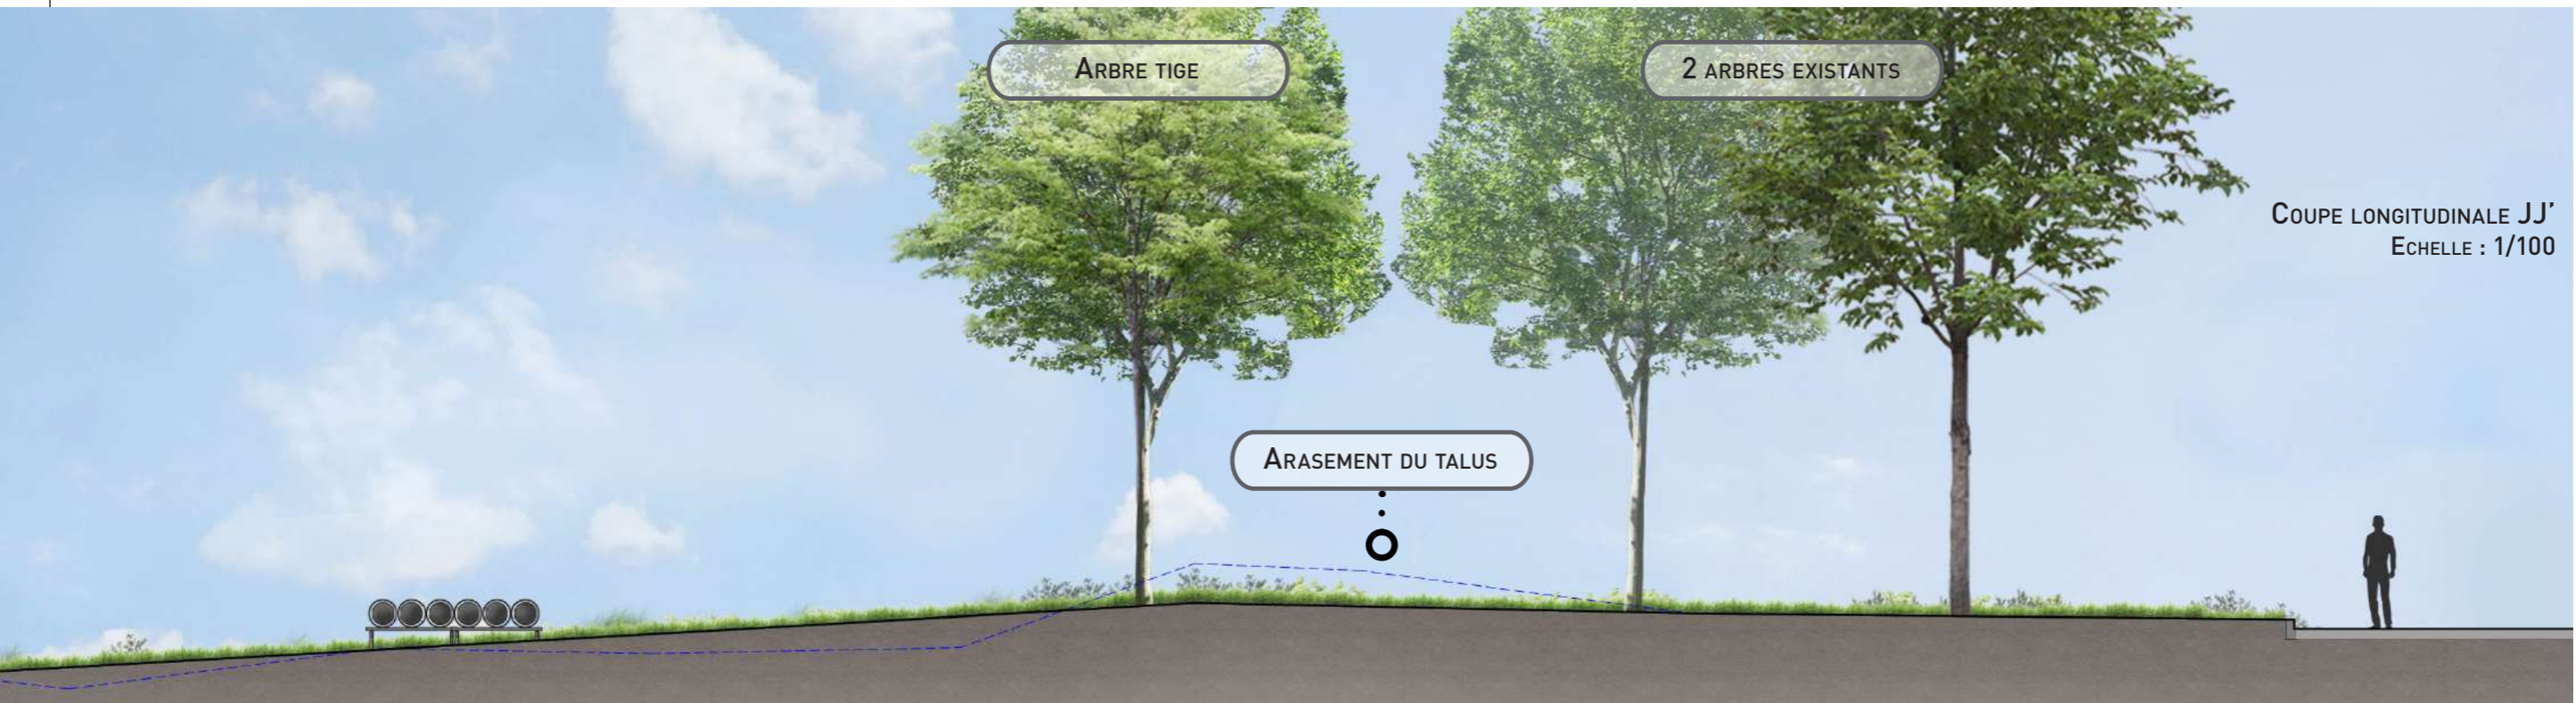 Arbre tige
2 arbres existants
Coupe longitudinale JJ’
Echelle : 1/100
Arasement du talus